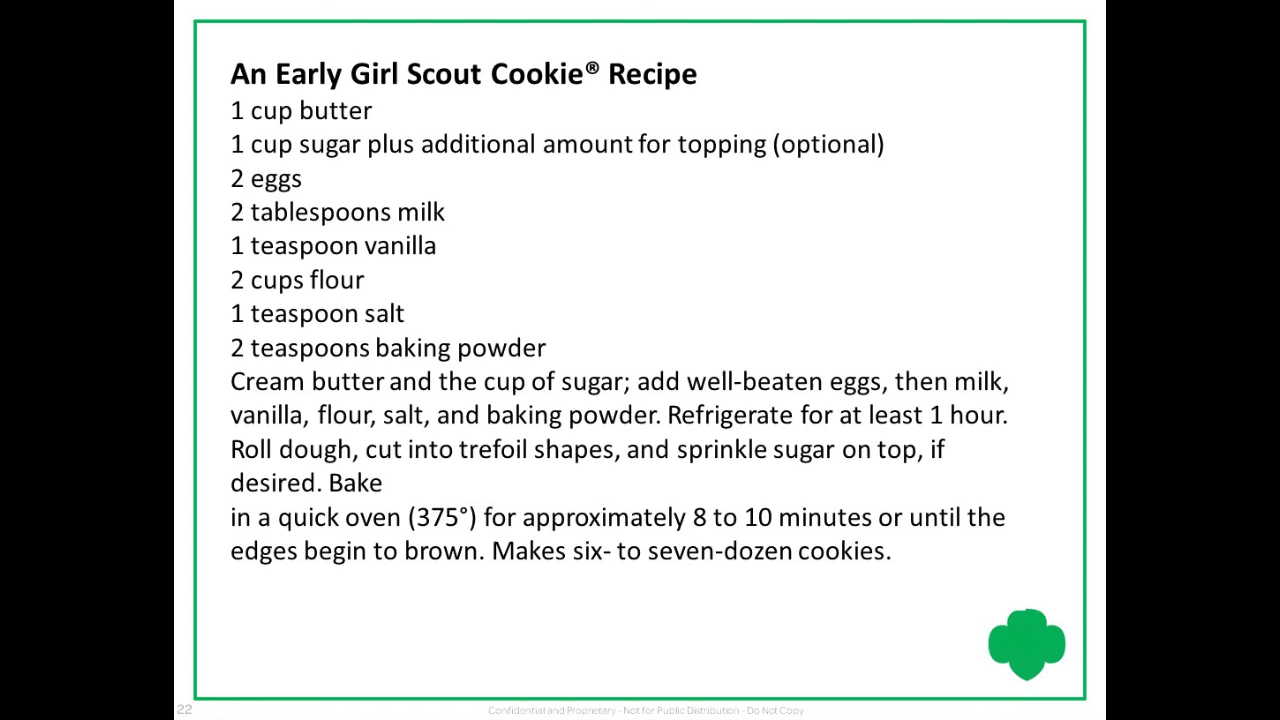 An Early Girl Scout Cookie® Recipe
1 cup butter
1 cup sugar plus additional amount for topping (optional)
2 eggs
2 tablespoons milk
1 teaspoon vanilla
2 cups flour
1 teaspoon salt
2 teaspoons baking powder
Cream butter and the cup of sugar; add well-beaten eggs, then milk,
vanilla, flour, salt, and baking powder. Refrigerate for at least 1 hour.
Roll dough, cut into trefoil shapes, and sprinkle sugar on top, if
desired. Bake
in a quick oven (375°) for approximately 8 to 10 minutes or until the
edges begin to brown. Makes six- to seven-dozen cookies.
22
Confidential and Proprietary - Not for Public Distribution - Do Not Copy